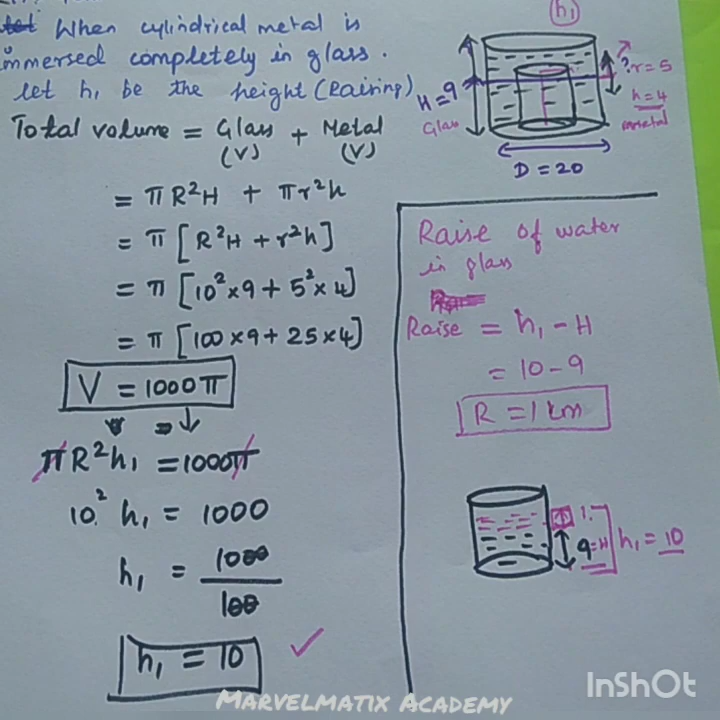 When cylindrical metal is
immersed completely in glass.
let h₁ be the height (Rairing)
Total volume = Glass (V) + Metal (V)
= πR²H + πr²h
= π[R²H + r²h]
= π[10²×9 + 5²×4]
= π[100×9 + 25×4]
V = 1000π
πR²h₁ = 1000π
10² h₁ = 1000
h₁ = 1000/100
h₁ = 10
h₁
H = 9
Glass
? r = 5
h = 4
metal
D = 20
Raise of water
in glass
Raise = h₁ - H
= 10 - 9
R = 1 cm
1.
9 = H
h₁ = 10
MARVELMATIX ACADEMY
InShOt